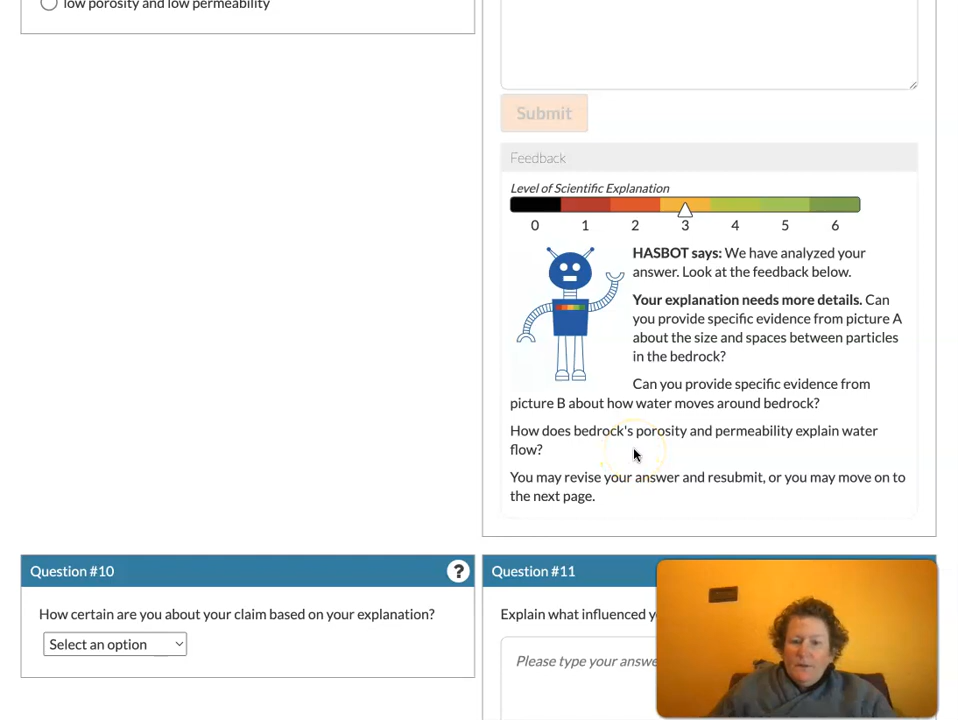 low porosity and low permeability
Submit
Feedback
Level of Scientific Explanation
0 1 2 3 4 5 6
HASBOT says: We have analyzed your
answer. Look at the feedback below.
Your explanation needs more details. Can
you provide specific evidence from picture A
about the size and spaces between particles
in the bedrock?
Can you provide specific evidence from
picture B about how water moves around bedrock?
How does bedrock's porosity and permeability explain water
flow?
You may revise your answer and resubmit, or you may move on to
the next page.
Question #10
?
How certain are you about your claim based on your explanation?
Select an option
Question #11
Explain what influenced
Please type your